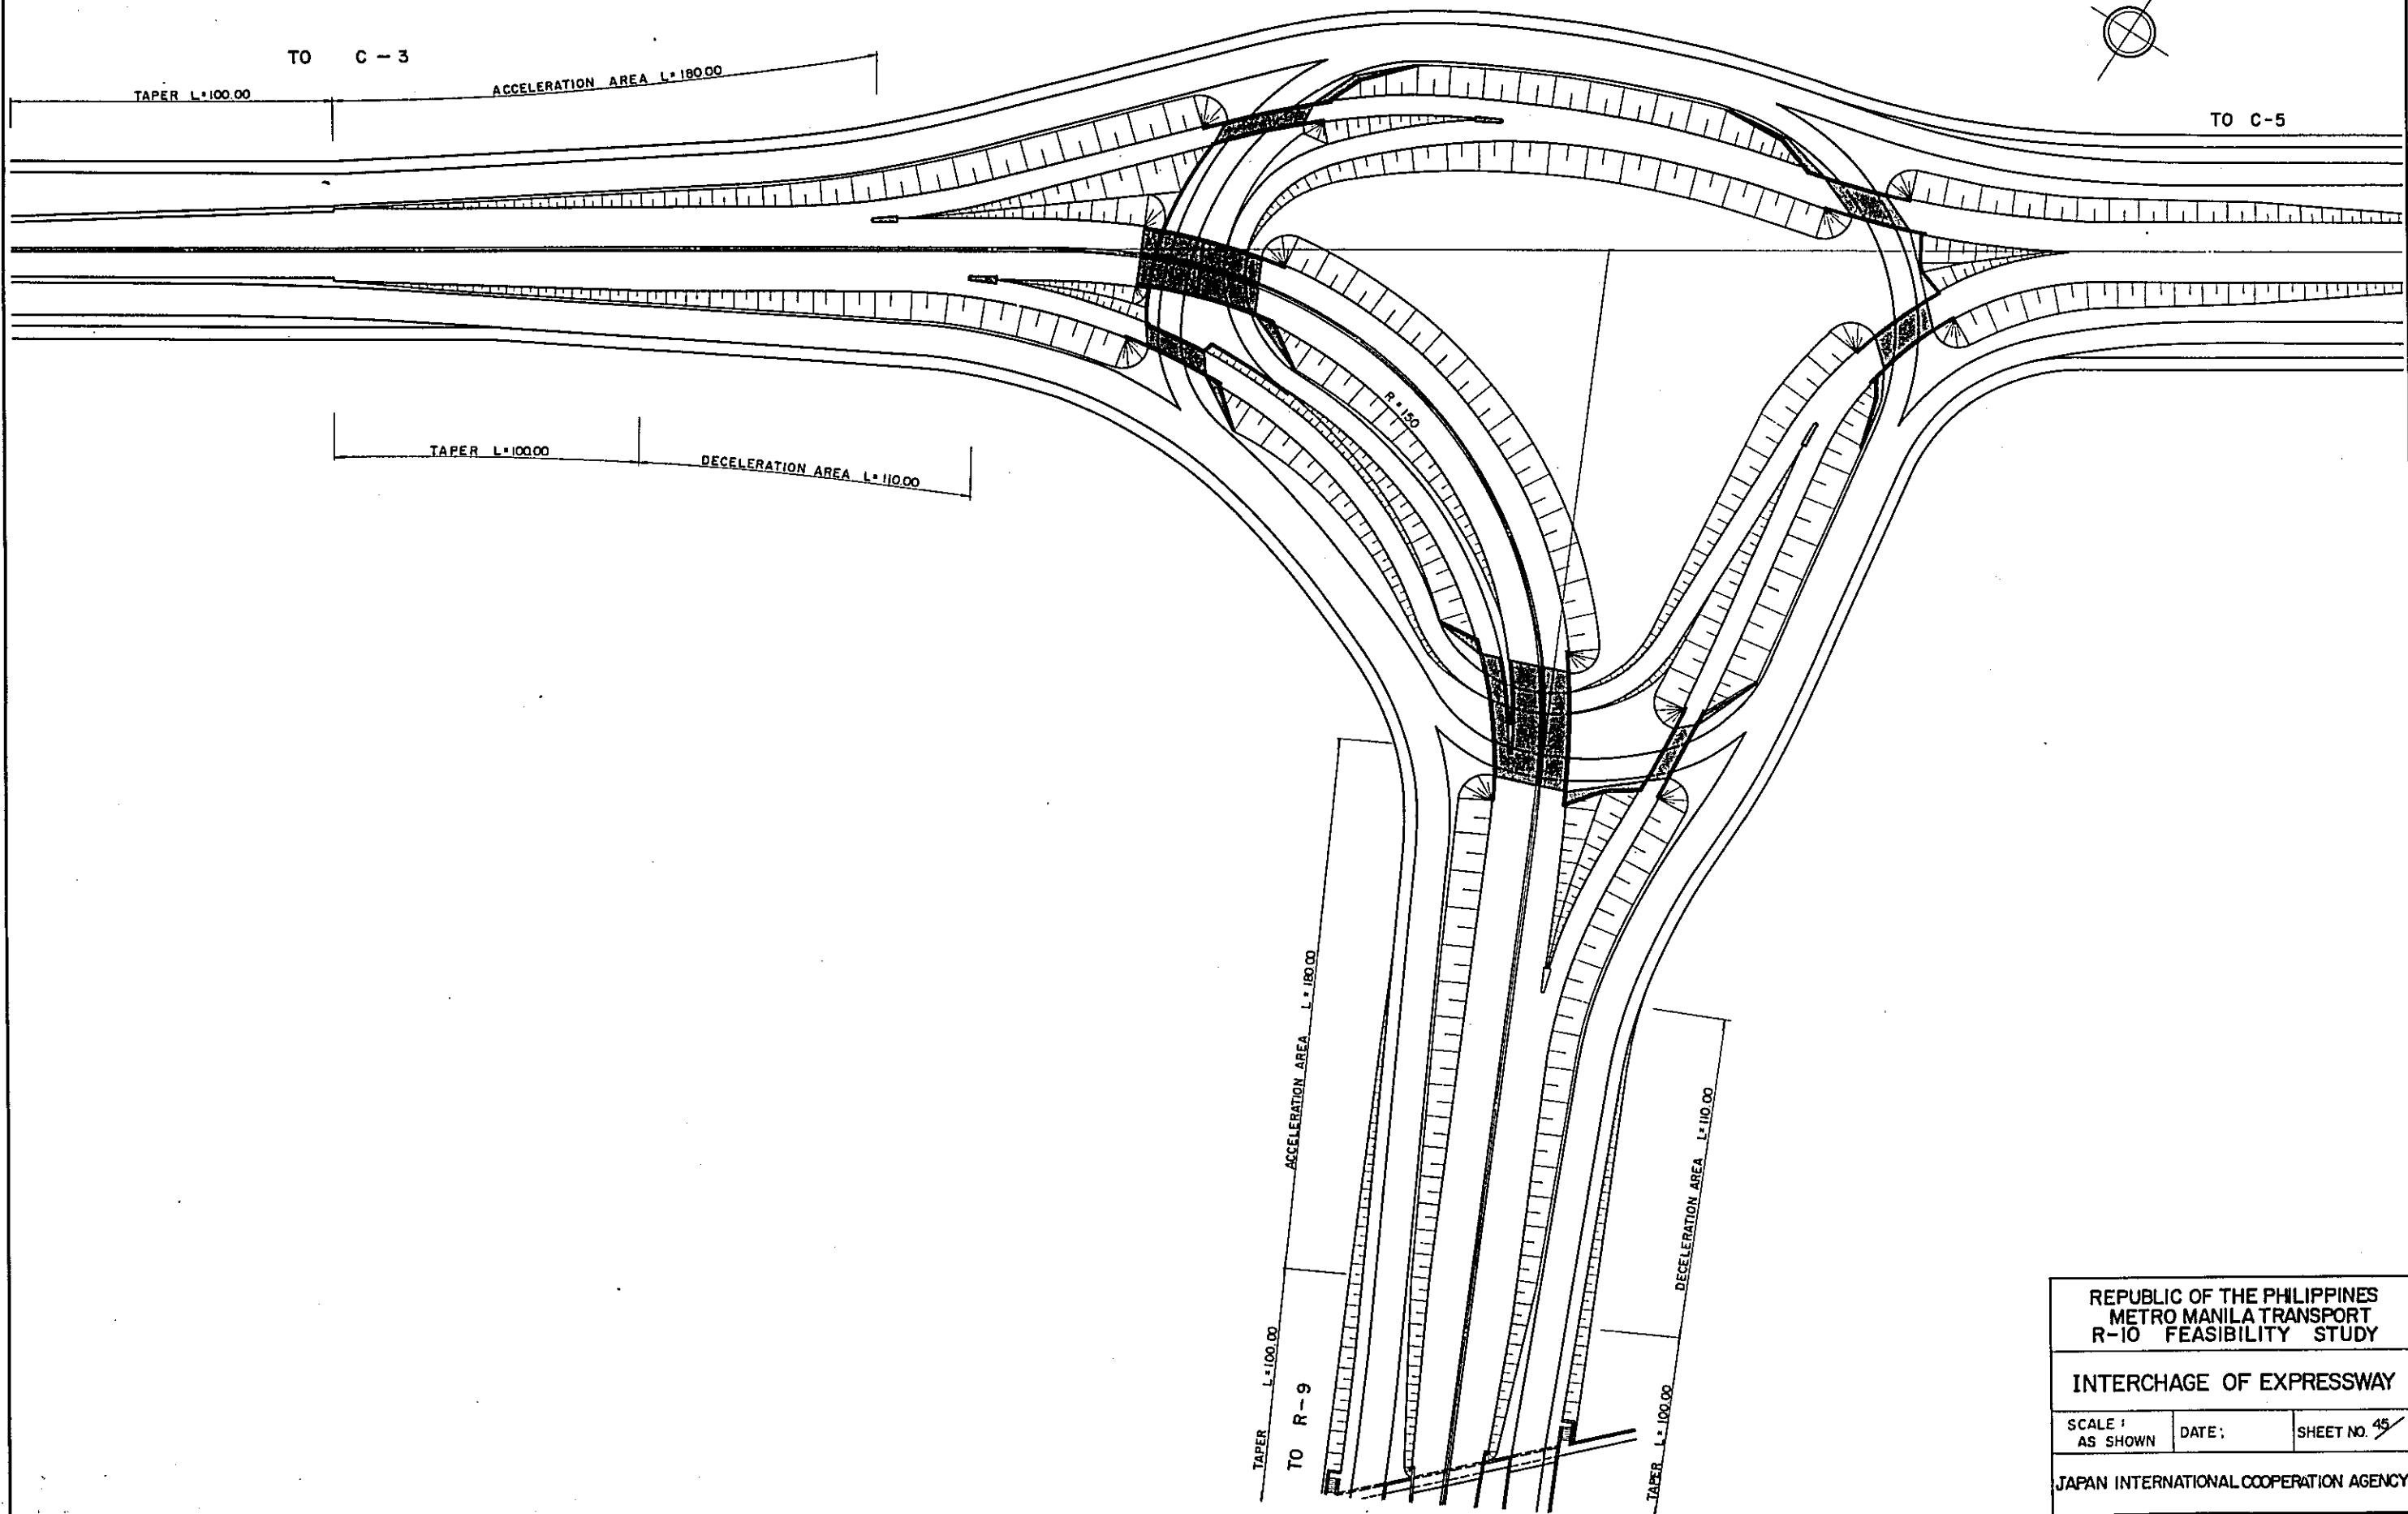 TO C-3
TAPER L=100.00
ACCELERATION AREA L=180.00
TO C-5
TAPER L=100.00
DECELERATION AREA L=110.00
R=150
ACCELERATION AREA L=180.00
TAPER L=100.00
TO R-9
DECELERATION AREA L=110.00
TAPER L=100.00
REPUBLIC OF THE PHILIPPINES
METRO MANILA TRANSPORT
R-10 FEASIBILITY STUDY
INTERCHAGE OF EXPRESSWAY
SCALE:
AS SHOWN
DATE:
SHEET NO. 45/
JAPAN INTERNATIONAL COOPERATION AGENCY